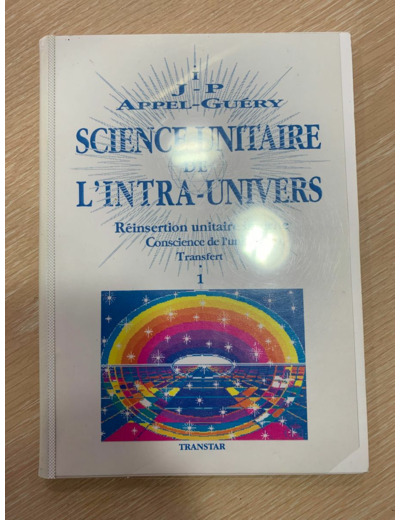 i
J-P
APPEL-GUÉRY
SCIENCE UNITAIRE
DE
L'INTRA-UNIVERS
Réinsertion unitaire
Conscience de l'un
Transfert
1
TRANSTAR